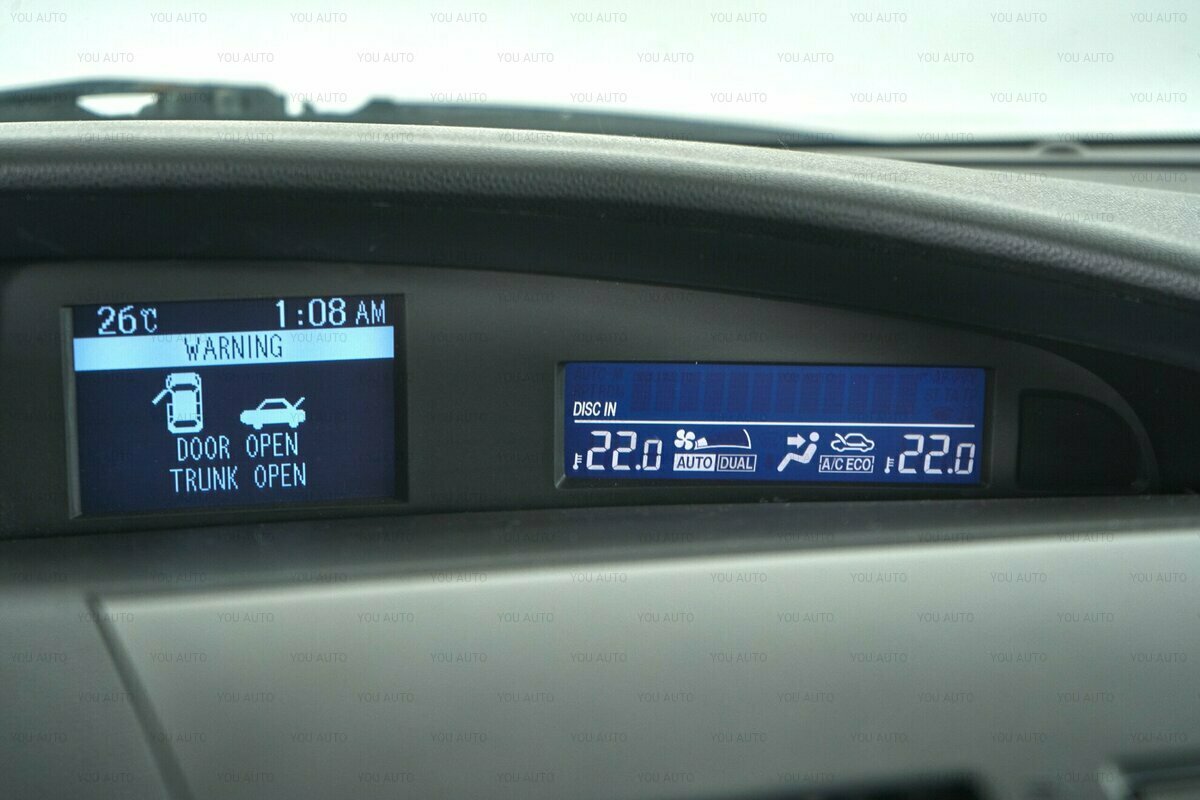 26℃ 1:08 AM
WARNING
DOOR OPEN
TRUNK OPEN
DISC IN
22.0 AUTO DUAL A/C ECO 22.0
YOU AUTO